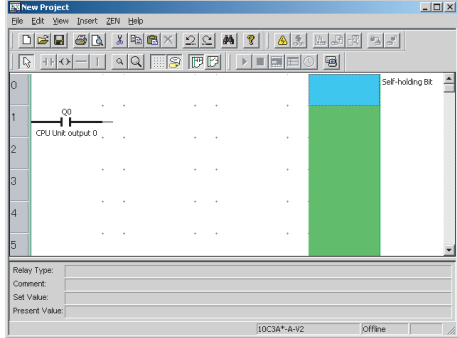 New Project
File Edit View Insert ZEN Help
0
Self-holding Bit
Q0
1
CPU Unit output 0
2
3
4
5
Relay Type:
Comment:
Set Value:
Present Value:
10C3A*-A-V2
Offline